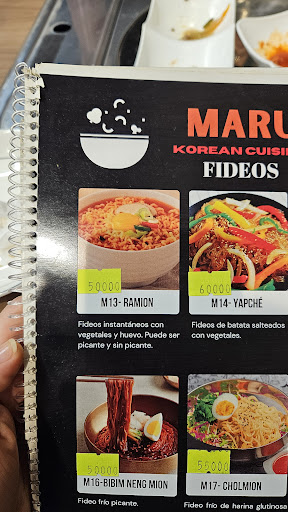 MARU
KOREAN CUISIN
FIDEOS
50000
60000
M13- RAMION
M14- YAPCHÉ
Fideos instantáneos con
vegetales y huevo. Puede ser
picante y sin picante.
Fideos de batata salteados
con vegetales.
50000
50000
M16-BIBIM NENG MION
M17- CHOLMION
Fideo frío picante.
Fideo frío de harina glutinosa